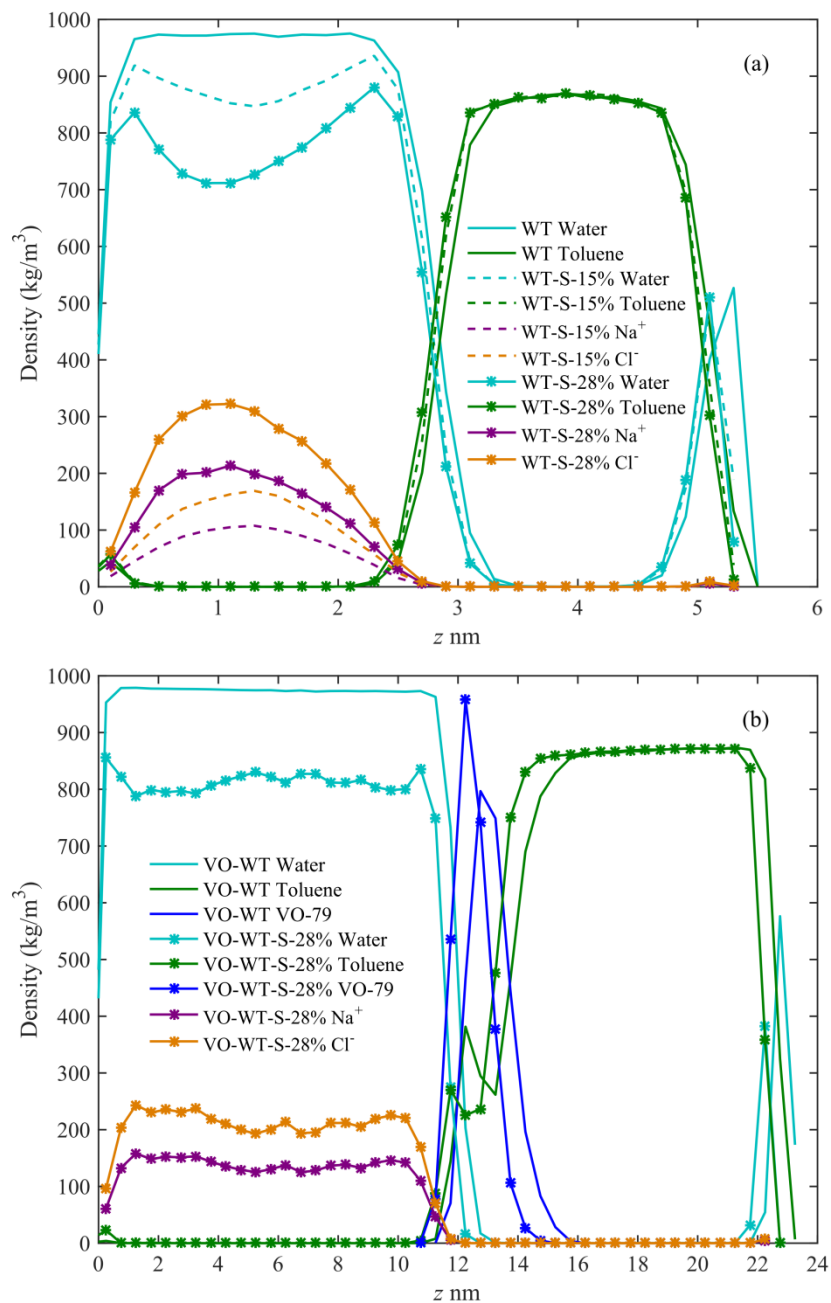 (a)
1000
900
800
700
600
500
400
300
200
100
0
Density (kg/m³)
WT Water
WT Toluene
WT-S-15% Water
WT-S-15% Toluene
WT-S-15% Na⁺
WT-S-15% Cl⁻
WT-S-28% Water
WT-S-28% Toluene
WT-S-28% Na⁺
WT-S-28% Cl⁻
0 1 2 3 4 5 6
z nm
(b)
1000
900
800
700
600
500
400
300
200
100
0
Density (kg/m³)
VO-WT Water
VO-WT Toluene
VO-WT VO-79
VO-WT-S-28% Water
VO-WT-S-28% Toluene
VO-WT-S-28% VO-79
VO-WT-S-28% Na⁺
VO-WT-S-28% Cl⁻
0 2 4 6 8 10 12 14 16 18 20 22 24
z nm